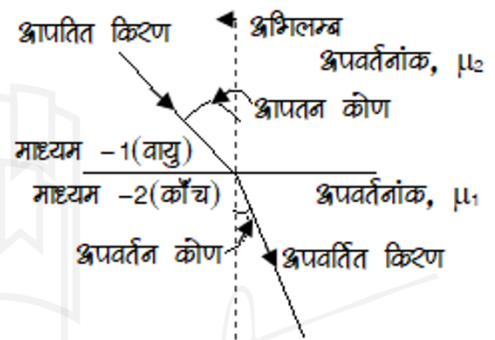 आपतित किरण
अभिलम्ब
अपवर्तनांक, μ2
आपतन कोण
माध्यम -1(वायु)
माध्यम -2(काँच)
अपवर्तनांक, μ1
अपवर्तन कोण
अपवर्तित किरण